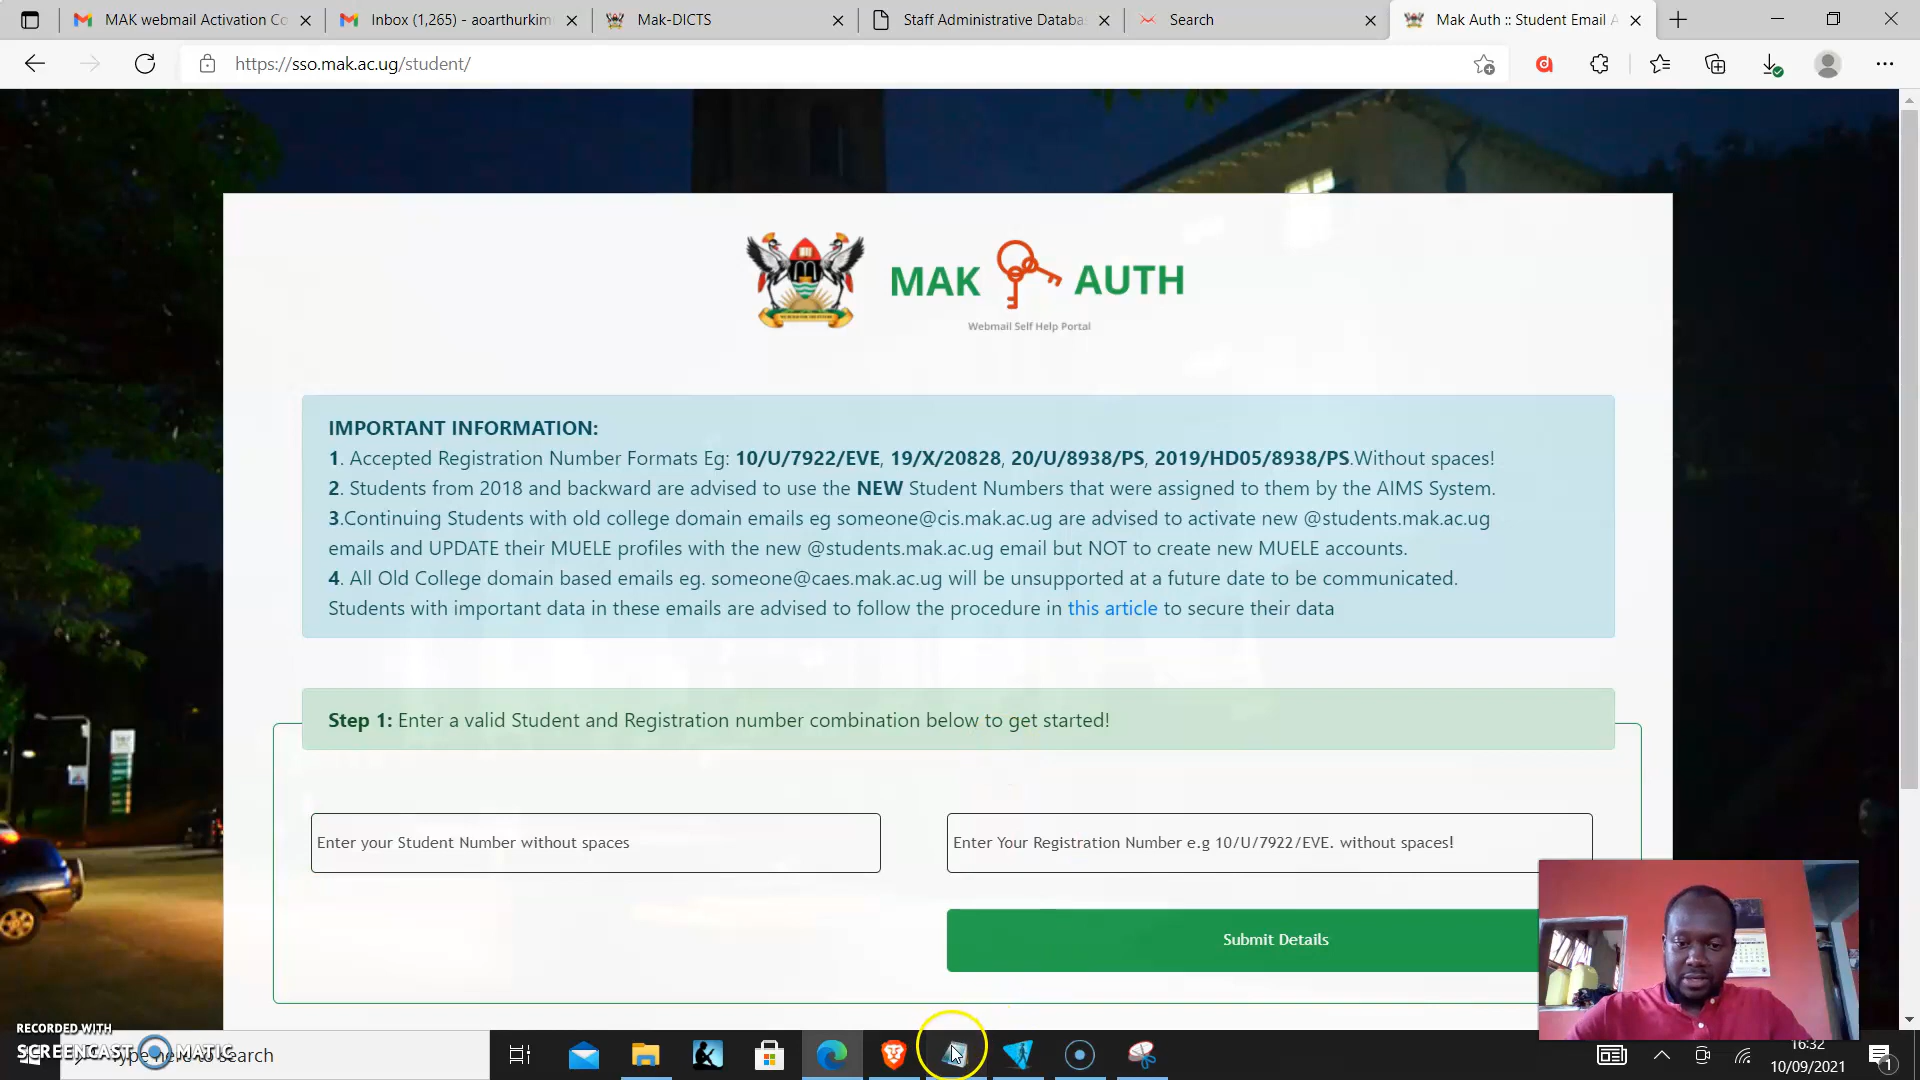 MAK webmail Activation Co
Inbox (1,265) - aoarthurkim
Mak-DICTS
Staff Administrative Databa
Search
Mak Auth :: Student Email A
https://sso.mak.ac.ug/student/
MAK AUTH
Webmail Self Help Portal
IMPORTANT INFORMATION:
1. Accepted Registration Number Formats Eg: 10/U/7922/EVE, 19/X/20828, 20/U/8938/PS, 2019/HD05/8938/PS.Without spaces!
2. Students from 2018 and backward are advised to use the NEW Student Numbers that were assigned to them by the AIMS System.
3.Continuing Students with old college domain emails eg someone@cis.mak.ac.ug are advised to activate new @students.mak.ac.ug
emails and UPDATE their MUELE profiles with the new @students.mak.ac.ug email but NOT to create new MUELE accounts.
4. All Old College domain based emails eg. someone@caes.mak.ac.ug will be unsupported at a future date to be communicated.
Students with important data in these emails are advised to follow the procedure in this article to secure their data
Step 1: Enter a valid Student and Registration number combination below to get started!
Enter your Student Number without spaces
Enter Your Registration Number e.g 10/U/7922/EVE. without spaces!
Submit Details
RECORDED WITH
SCREENCAST MATIC
Type here to search
16:32
10/09/2021
1